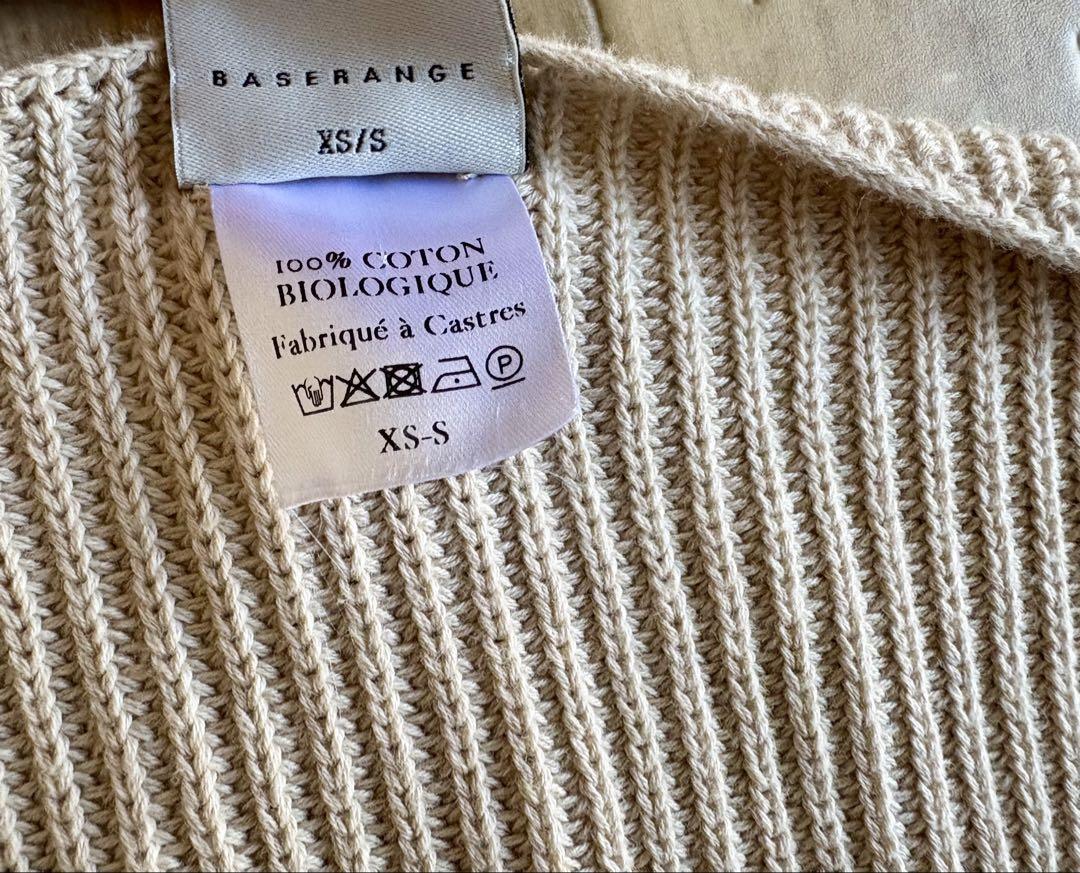 BASERANGE
XS/S
100% COTON
BIOLOGIQUE
Fabriqué à Castres
P
XS-S